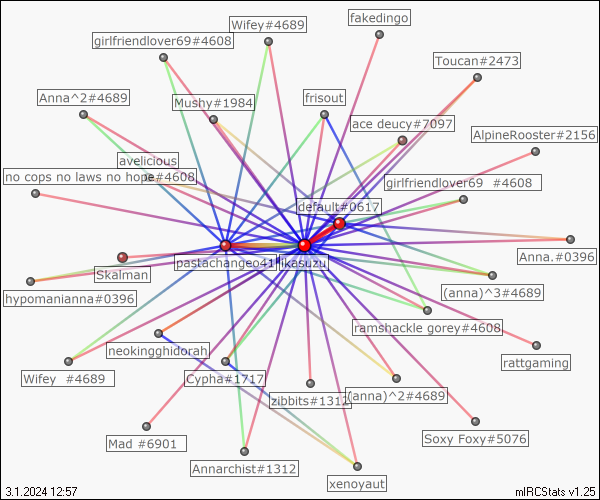 fakedingo
Wifey#4689
girlfriendlover69#4608
Toucan#2473
Anna^2#4689
Mushy#1984
frisout
ace deucy#7097
AlpineRooster#2156
avelicious
no cops no laws no hope#4608
girlfriendlover69 #4608
default#0617
Anna.#0396
pastachangeo41
likesuzu
Skalman
(anna)^3#4689
hypomanianna#0396
ramshackle gorey#4608
neokingghidorah
rattgaming
Wifey #4689
Cypha#1717
zibbits#1312
(anna)^2#4689
Mad #6901
Soxy Foxy#5076
Annarchist#1312
xenoyaut
3.1.2024 12:57
mIRCStats v1.25